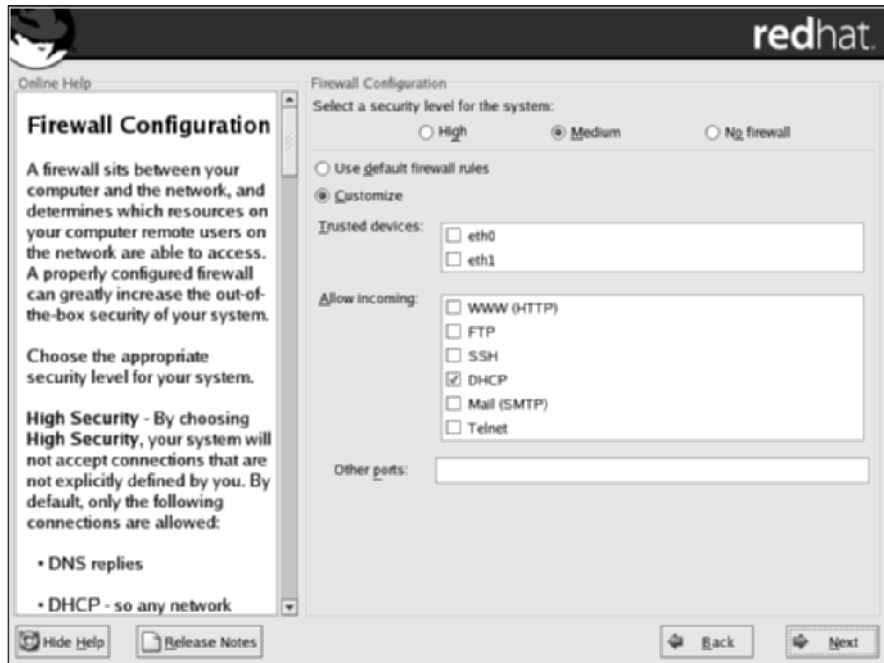 redhat.
Online Help
Firewall Configuration
A firewall sits between your
computer and the network, and
determines which resources on
your computer remote users on
the network are able to access.
A properly configured firewall
can greatly increase the out-of-
the-box security of your system.
Choose the appropriate
security level for your system.
High Security - By choosing
High Security, your system will
not accept connections that are
not explicitly defined by you. By
default, only the following
connections are allowed:
• DNS replies
• DHCP - so any network
Firewall Configuration
Select a security level for the system:
High Medium No firewall
Use default firewall rules
Customize
Trusted devices:
eth0
eth1
Allow incoming:
WWW (HTTP)
FTP
SSH
DHCP
Mail (SMTP)
Telnet
Other ports:
Hide Help Release Notes Back Next